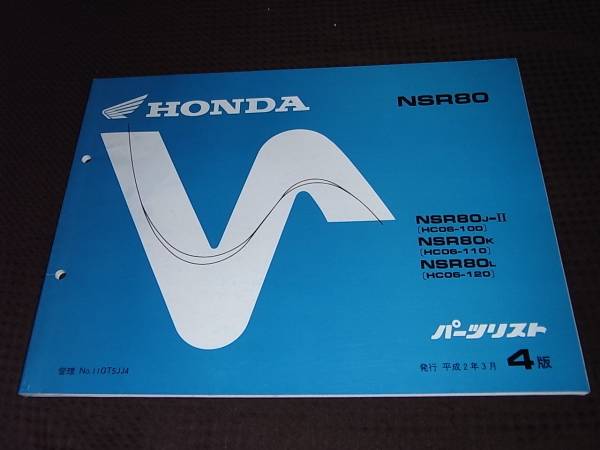 HONDA
NSR80
NSR80J-II
(HC06-100)
NSR80K
(HC06-110)
NSR80L
(HC06-120)
パーツリスト
管理 No.11GT5JJ4
発行 平成2年3月 4版